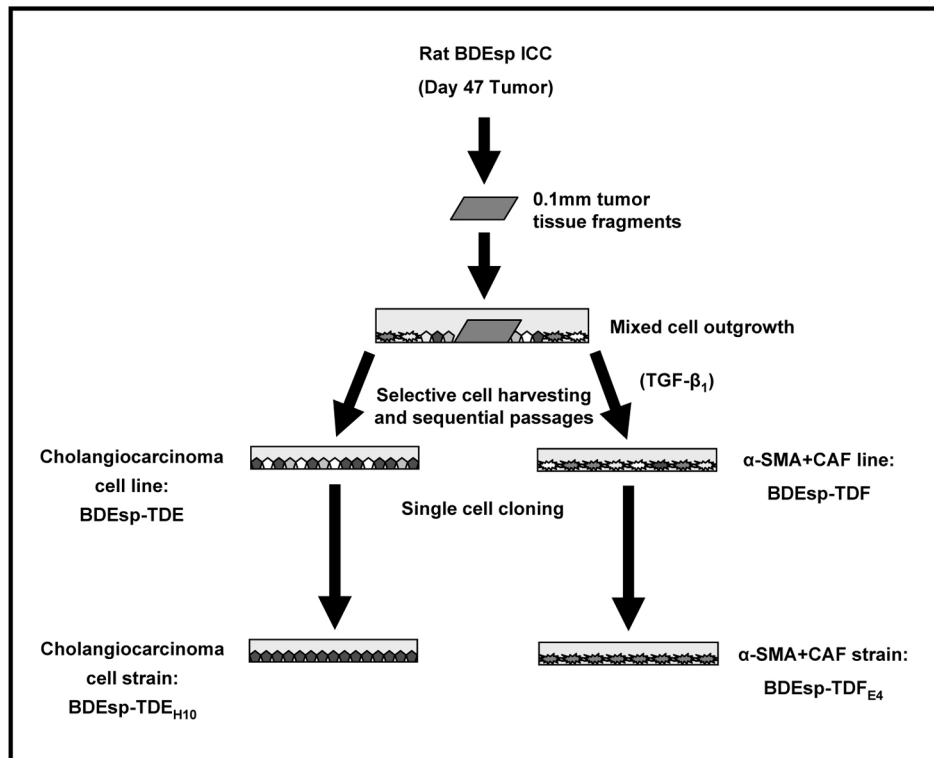 Rat BDEsp ICC
(Day 47 Tumor)
0.1mm tumor
tissue fragments
Mixed cell outgrowth
(TGF-β₁)
Selective cell harvesting
and sequential passages
Cholangiocarcinoma
cell line:
BDEsp-TDE
α-SMA+CAF line:
BDEsp-TDF
Single cell cloning
Cholangiocarcinoma
cell strain:
BDEsp-TDE_H10
α-SMA+CAF strain:
BDEsp-TDF_E4